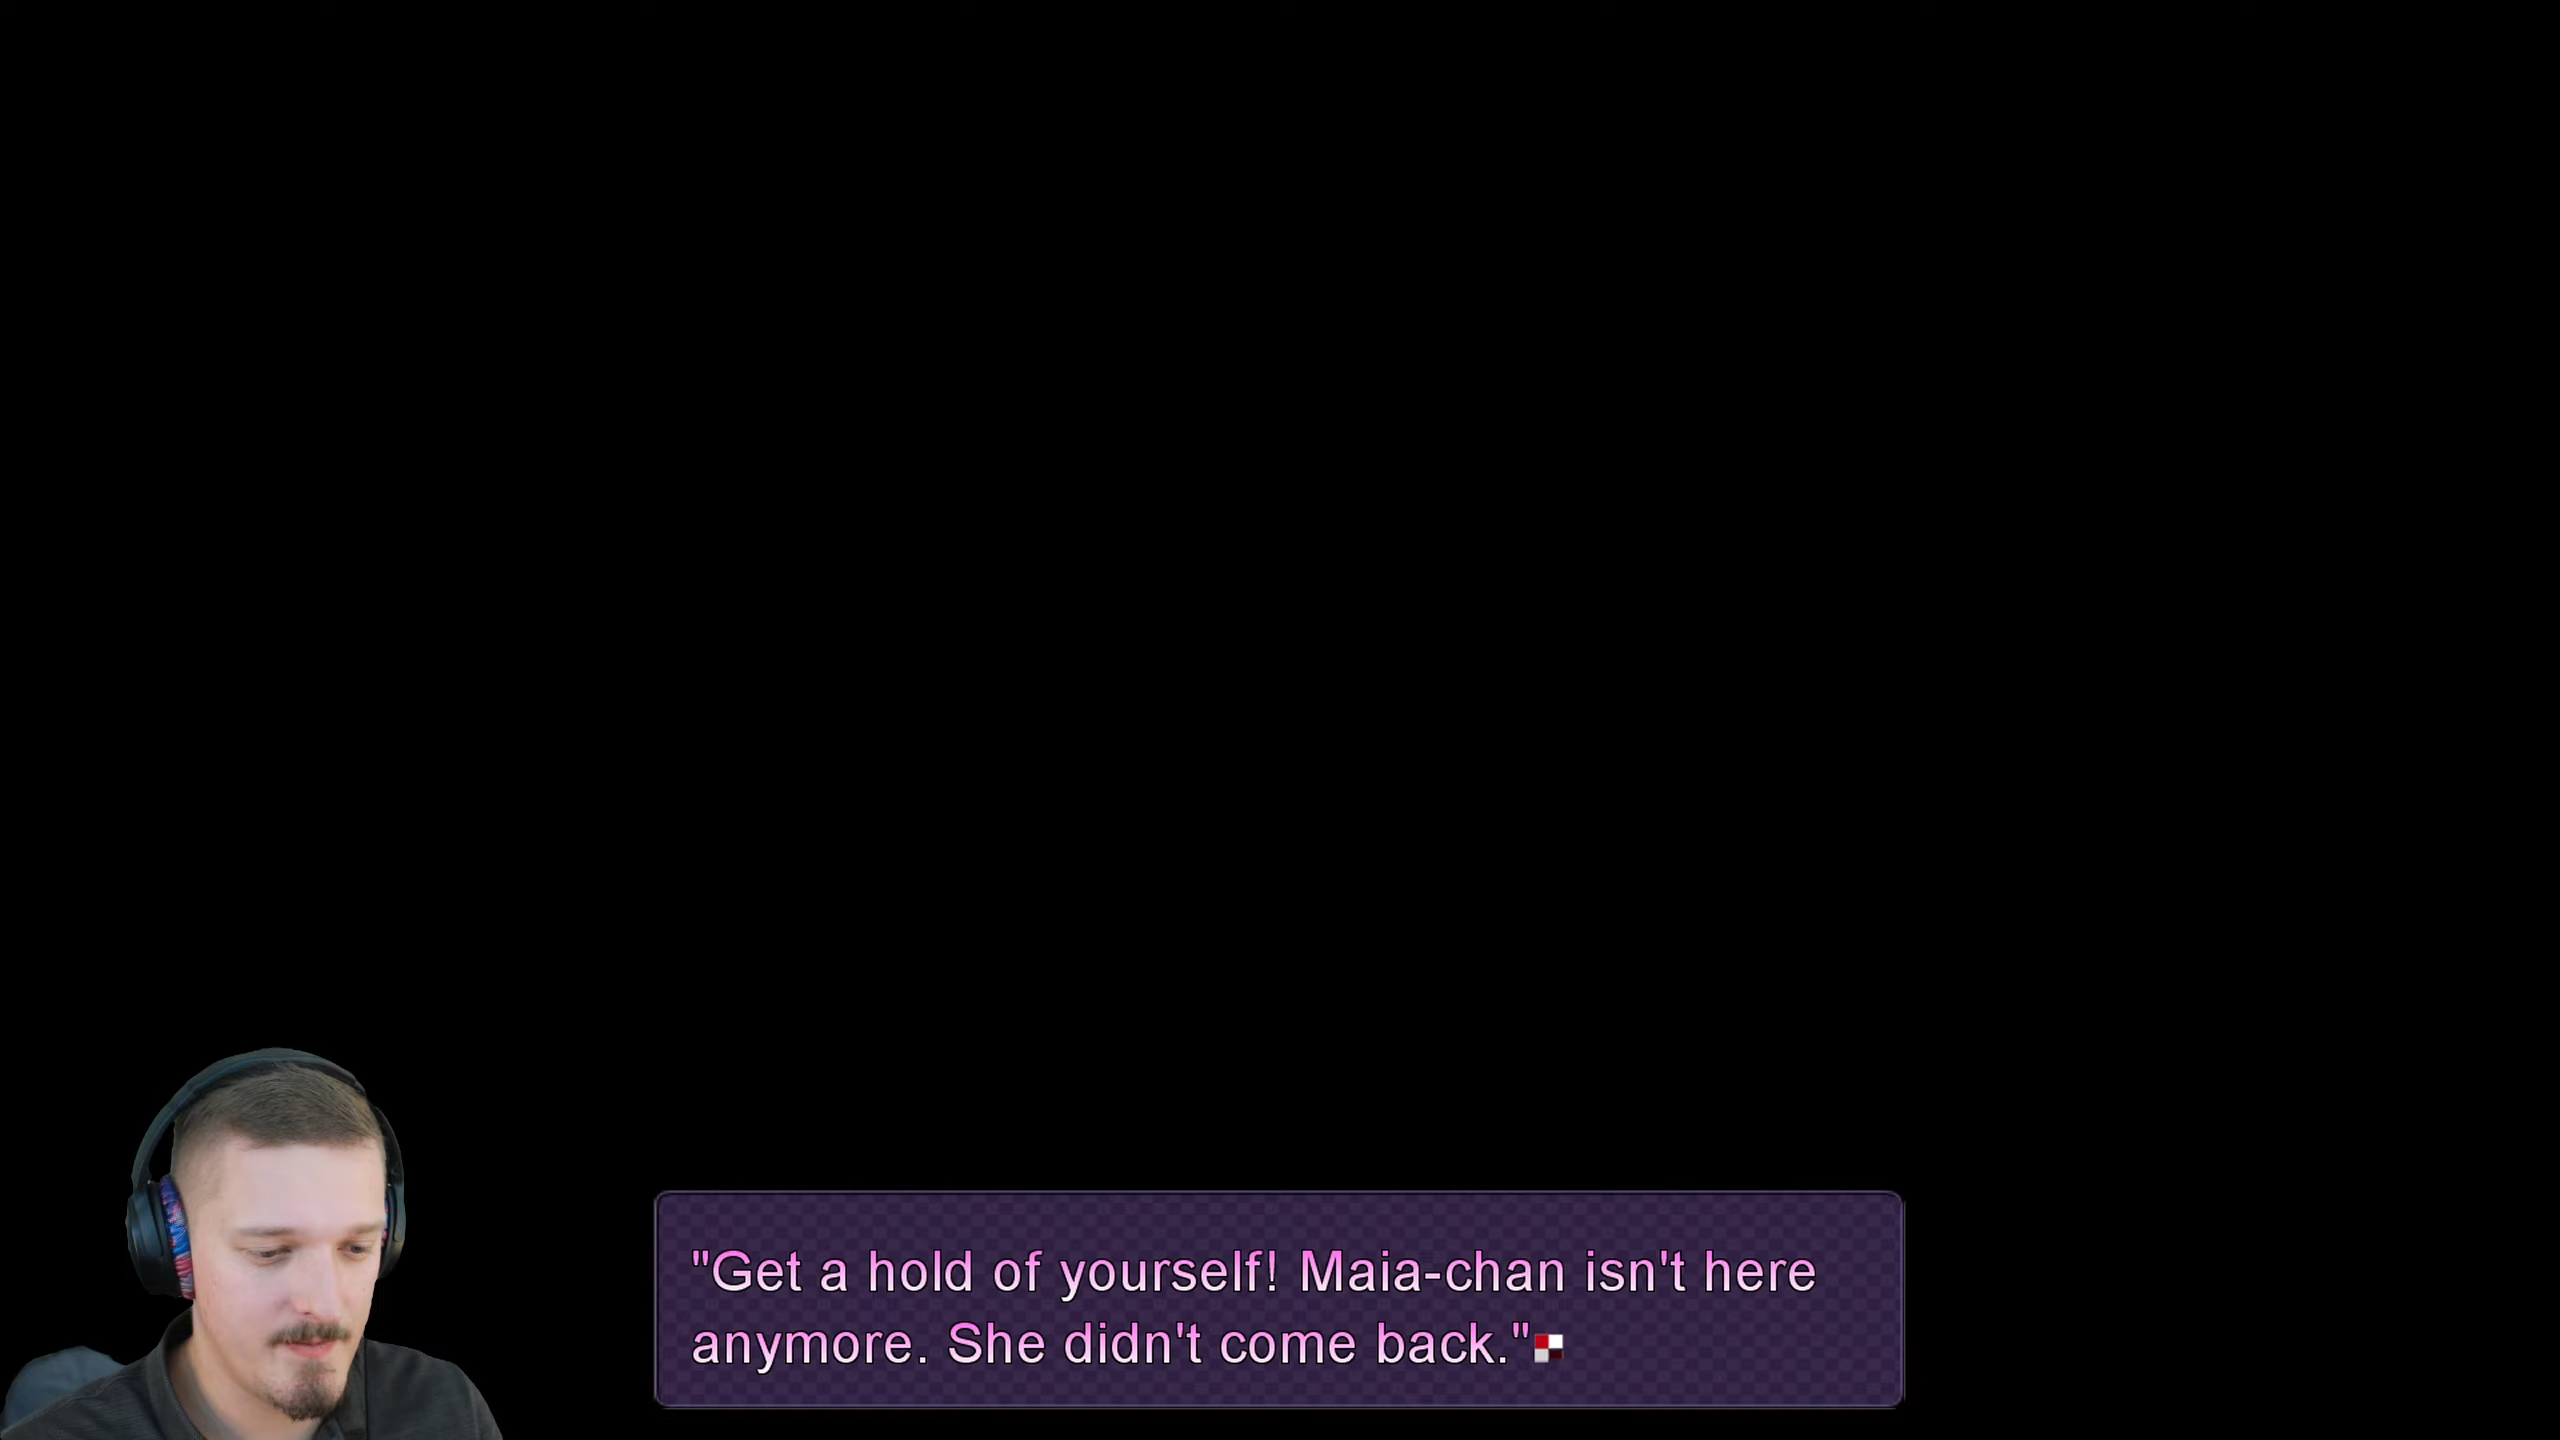 "Get a hold of yourself! Maia-chan isn't here
anymore. She didn't come back."